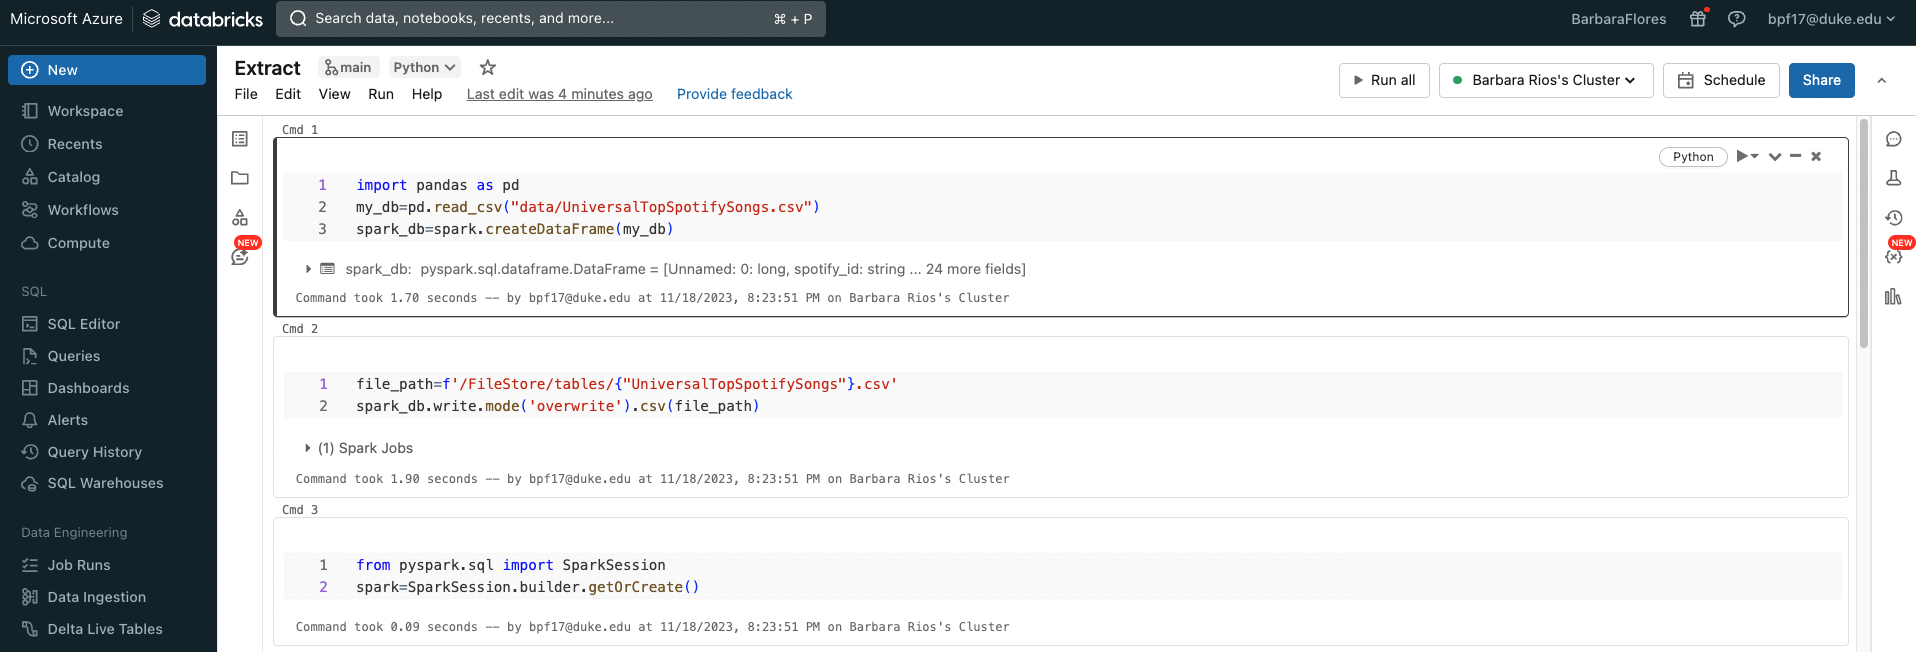 Microsoft Azure
databricks
Search data, notebooks, recents, and more...
⌘ + P
BarbaraFlores
bpf17@duke.edu
New
Workspace
Recents
Catalog
Workflows
Compute
SQL
SQL Editor
Queries
Dashboards
Alerts
Query History
SQL Warehouses
Data Engineering
Job Runs
Data Ingestion
Delta Live Tables
Extract
main
Python
File Edit View Run Help Last edit was 4 minutes ago Provide feedback
Run all
Barbara Rios's Cluster
Schedule
Share
NEW
Cmd 1
Python
1 import pandas as pd
2 my_db=pd.read_csv("data/UniversalTopSpotifySongs.csv")
3 spark_db=spark.createDataFrame(my_db)
spark_db: pyspark.sql.dataframe.DataFrame = [Unnamed: 0: long, spotify_id: string ... 24 more fields]
Command took 1.70 seconds -- by bpf17@duke.edu at 11/18/2023, 8:23:51 PM on Barbara Rios's Cluster
Cmd 2
1 file_path=f'/FileStore/tables/{"UniversalTopSpotifySongs"}.csv'
2 spark_db.write.mode('overwrite').csv(file_path)
(1) Spark Jobs
Command took 1.90 seconds -- by bpf17@duke.edu at 11/18/2023, 8:23:51 PM on Barbara Rios's Cluster
Cmd 3
1 from pyspark.sql import SparkSession
2 spark=SparkSession.builder.getOrCreate()
Command took 0.09 seconds -- by bpf17@duke.edu at 11/18/2023, 8:23:51 PM on Barbara Rios's Cluster
NEW